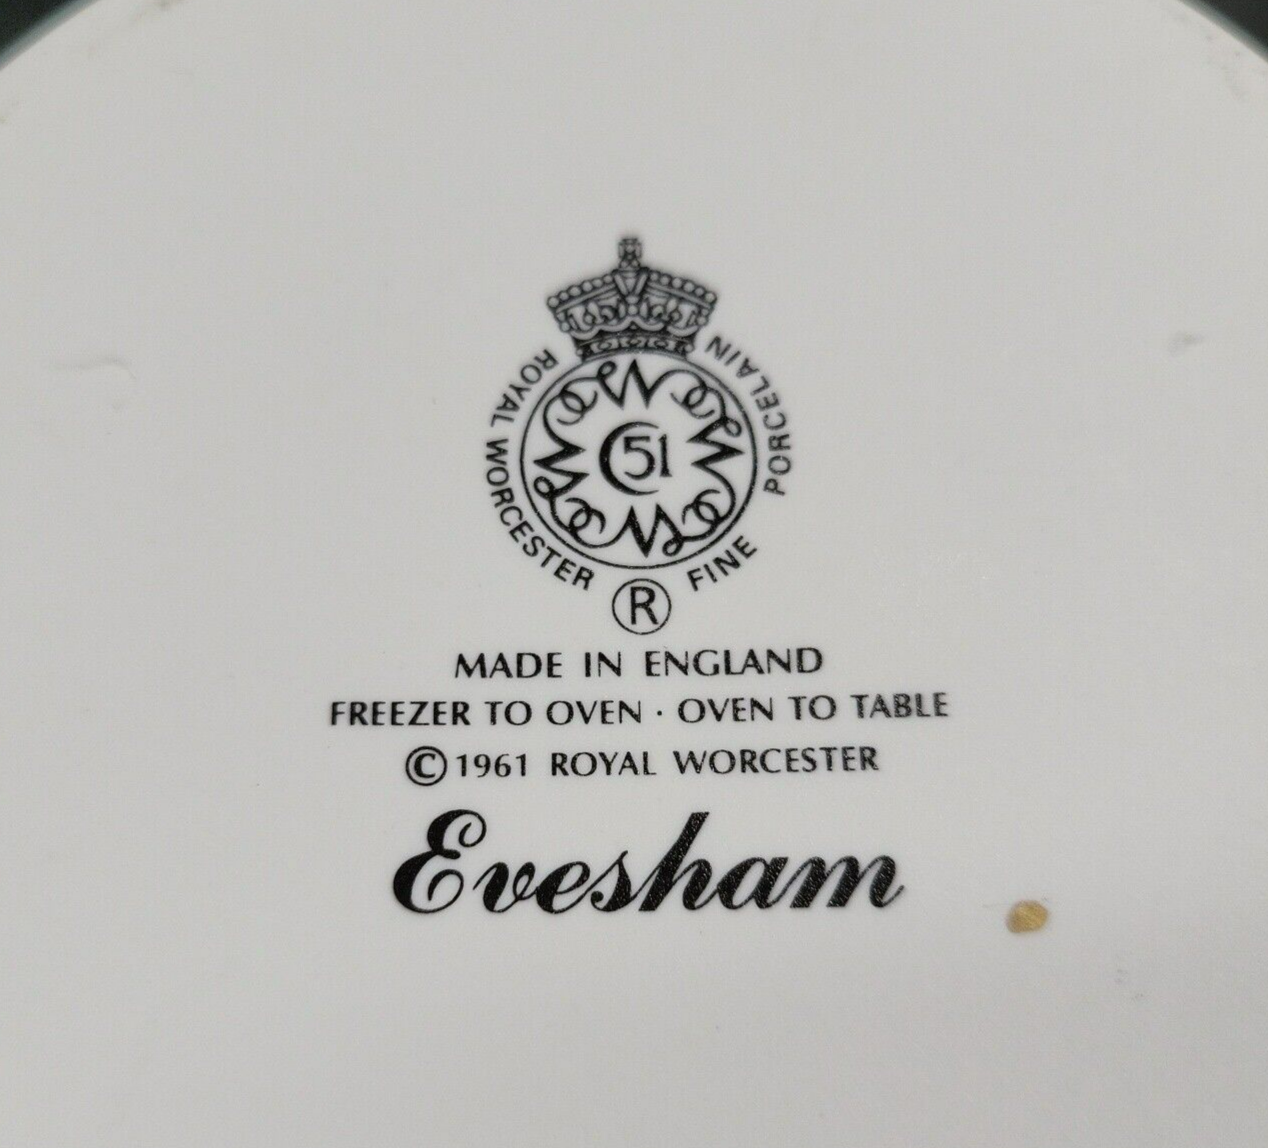 ROYAL WORCESTER
FINE PORCELAIN
51
®
MADE IN ENGLAND
FREEZER TO OVEN · OVEN TO TABLE
© 1961 ROYAL WORCESTER
Evesham